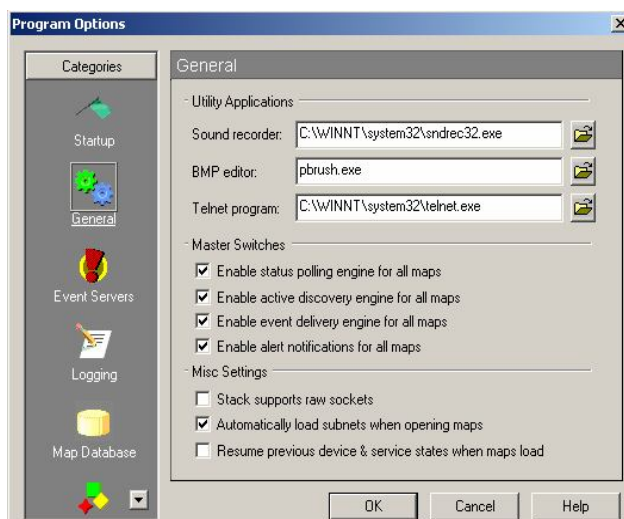 Program Options
Categories
Startup
General
Event Servers
Logging
Map Database
General
Utility Applications
Sound recorder: C:\WINNT\system32\sndrec32.exe
BMP editor: pbrush.exe
Telnet program: C:\WINNT\system32\telnet.exe
Master Switches
Enable status polling engine for all maps
Enable active discovery engine for all maps
Enable event delivery engine for all maps
Enable alert notifications for all maps
Misc Settings
Stack supports raw sockets
Automatically load subnets when opening maps
Resume previous device & service states when maps load
OK Cancel Help